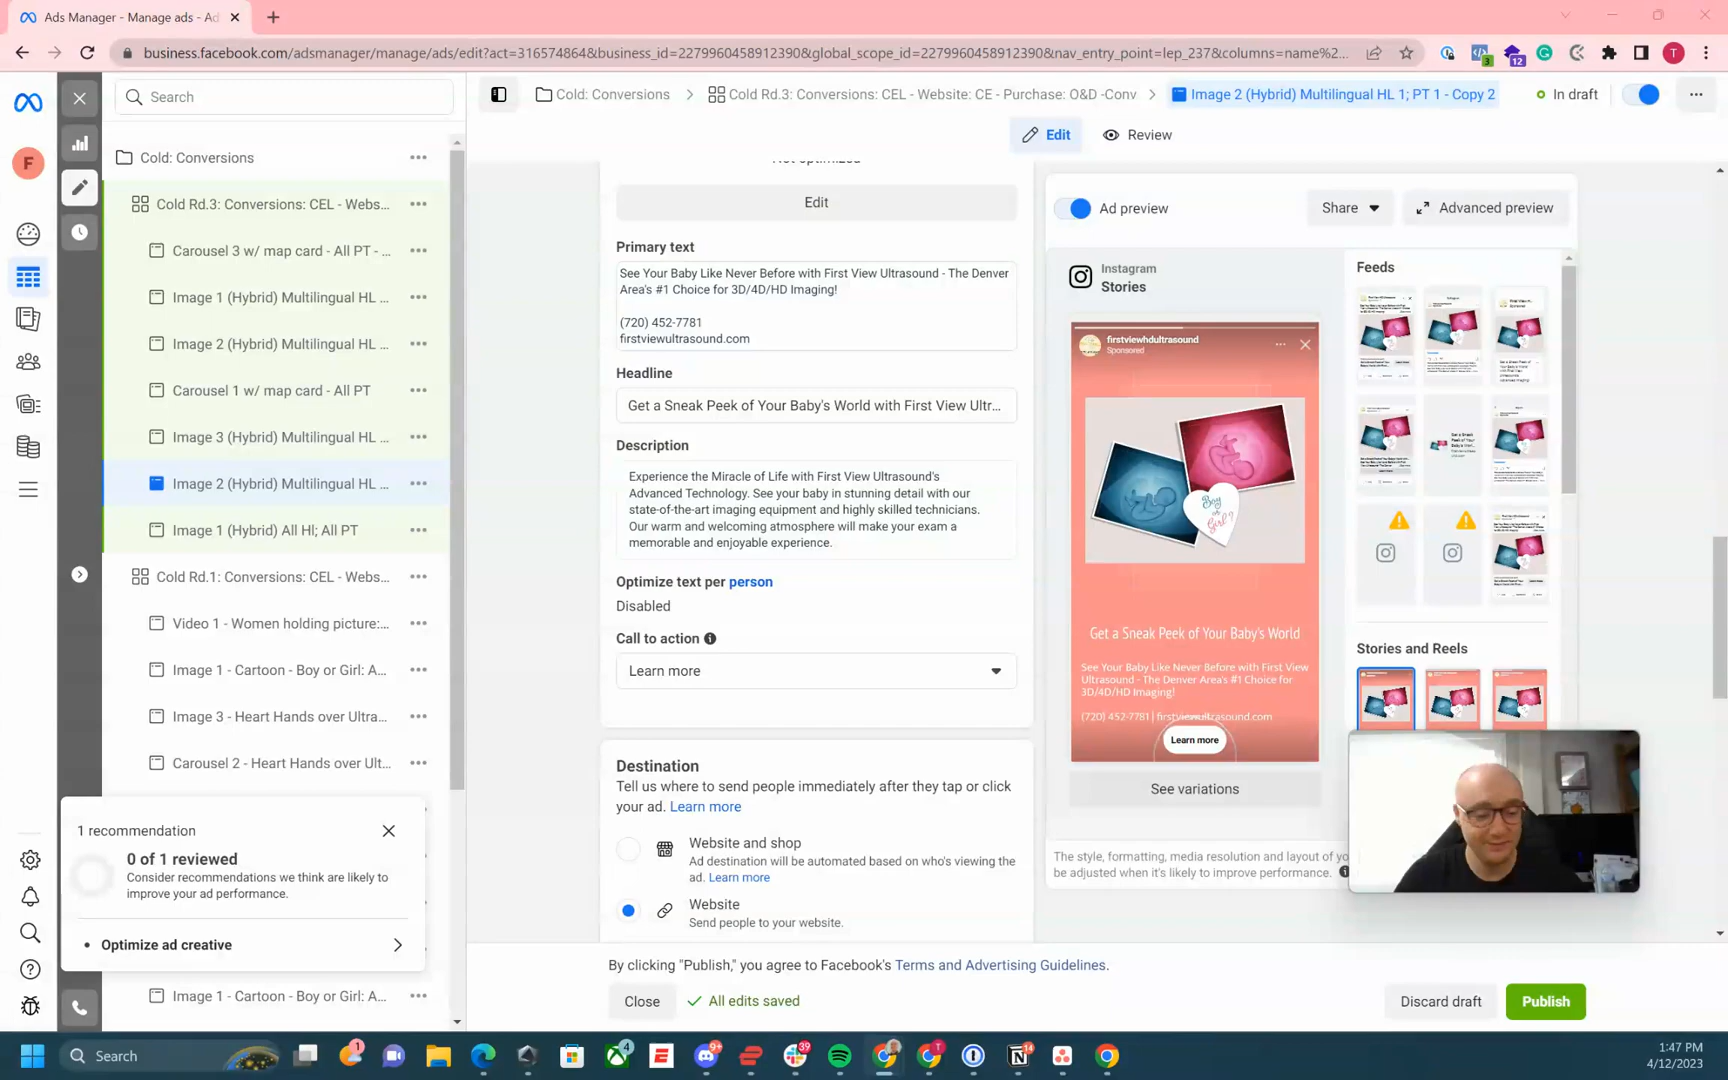 Ads Manager - Manage ads - Ad
business.facebook.com/adsmanager/manage/ads/edit?act=316574864&business_id=2279960458912390&global_scope_id=2279960458912390&nav_entry_point=lep_237&columns=name%2...
3
12
T
Search
Cold: Conversions
Cold Rd.3: Conversions: CEL - Website: CE - Purchase: O&D -Conv
Image 2 (Hybrid) Multilingual HL 1; PT 1 - Copy 2
In draft
Edit
Review
F
Cold: Conversions
Cold Rd.3: Conversions: CEL - Webs...
Carousel 3 w/ map card - All PT - ...
Image 1 (Hybrid) Multilingual HL ...
Image 2 (Hybrid) Multilingual HL ...
Carousel 1 w/ map card - All PT
Image 3 (Hybrid) Multilingual HL ...
Image 2 (Hybrid) Multilingual HL ...
Image 1 (Hybrid) All Hl; All PT
Cold Rd.1: Conversions: CEL - Webs...
Video 1 - Women holding picture:...
Image 1 - Cartoon - Boy or Girl: A...
Image 3 - Heart Hands over Ultra...
Carousel 2 - Heart Hands over Ult...
1 recommendation
0 of 1 reviewed
Consider recommendations we think are likely to
improve your ad performance.
Optimize ad creative
Image 1 - Cartoon - Boy or Girl: A...
Not optimized
Edit
Primary text
See Your Baby Like Never Before with First View Ultrasound - The Denver
Area's #1 Choice for 3D/4D/HD Imaging!
(720) 452-7781
firstviewultrasound.com
Headline
Get a Sneak Peek of Your Baby's World with First View Ultr...
Description
Experience the Miracle of Life with First View Ultrasound's
Advanced Technology. See your baby in stunning detail with our
state-of-the-art imaging equipment and highly skilled technicians.
Our warm and welcoming atmosphere will make your exam a
memorable and enjoyable experience.
Optimize text per person
Disabled
Call to action
Learn more
Destination
Tell us where to send people immediately after they tap or click
your ad. Learn more
Website and shop
Ad destination will be automated based on who's viewing the
ad. Learn more
Website
Send people to your website.
Ad preview
Share
Advanced preview
Instagram
Stories
firstviewhdultrasound
Sponsored
Boy
or
Girl?
Get a Sneak Peek of Your Baby's World
See Your Baby Like Never Before with First View
Ultrasound - The Denver Area's #1 Choice for
3D/4D/HD Imaging!
(720) 452-7781 | firstviewultrasound.com
Learn more
See variations
The style, formatting, media resolution and layout of yo
be adjusted when it's likely to improve performance.
Feeds
Stories and Reels
By clicking "Publish," you agree to Facebook's Terms and Advertising Guidelines.
Close
All edits saved
Discard draft
Publish
Search
1
4
9+
39
T
14
1:47 PM
4/12/2023